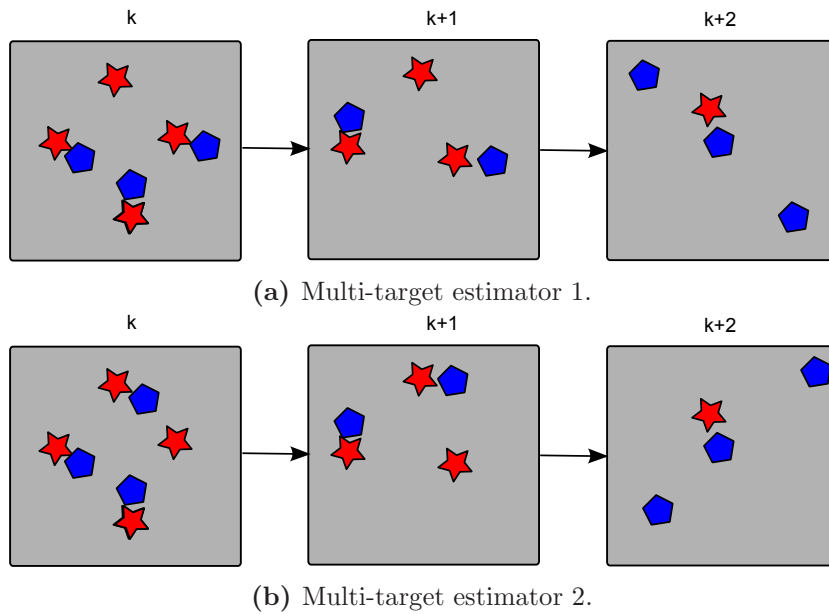 k k+1 k+2
(a) Multi-target estimator 1.
k k+1 k+2
(b) Multi-target estimator 2.